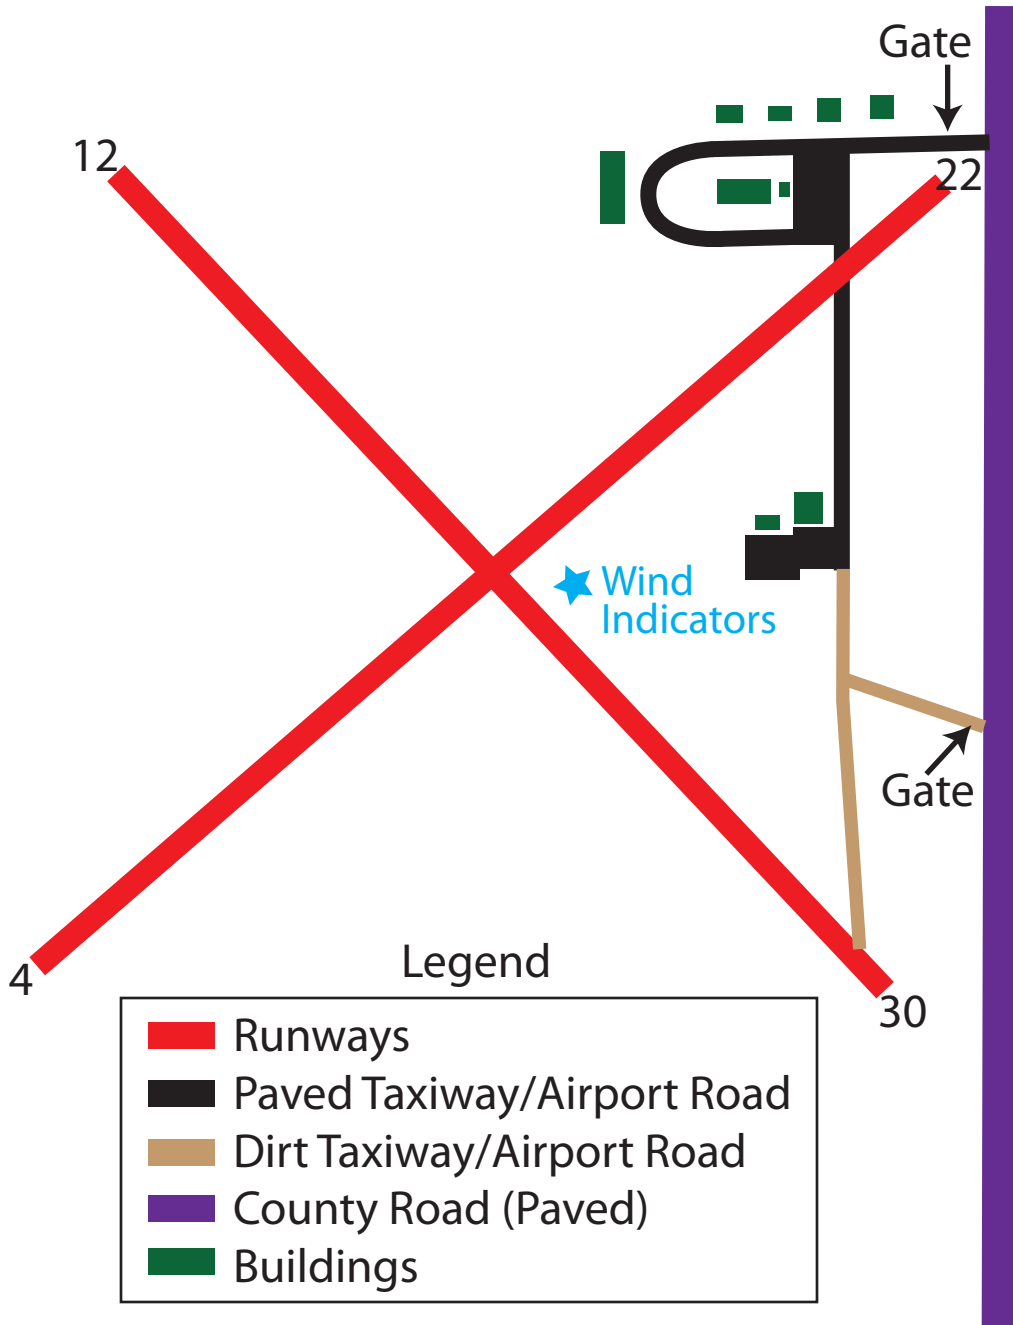 Gate
12
22
Wind
Indicators
Gate
4
30
Legend
Runways
Paved Taxiway/Airport Road
Dirt Taxiway/Airport Road
County Road (Paved)
Buildings